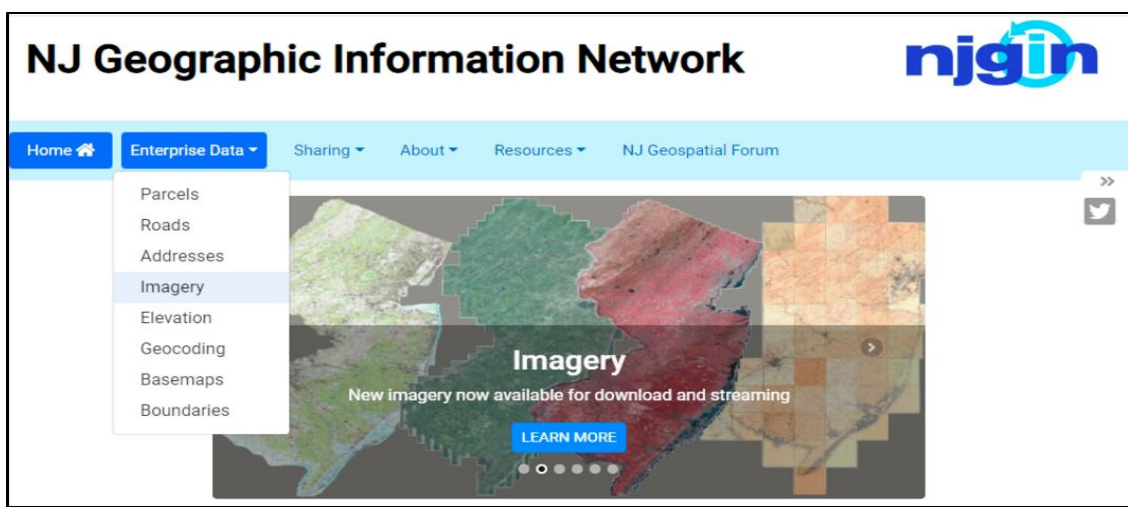 NJ Geographic Information Network
njgin
Home Enterprise Data Sharing About Resources NJ Geospatial Forum
Parcels
Roads
Addresses
Imagery
Elevation
Geocoding
Basemaps
Boundaries
Imagery
New imagery now available for download and streaming
LEARN MORE